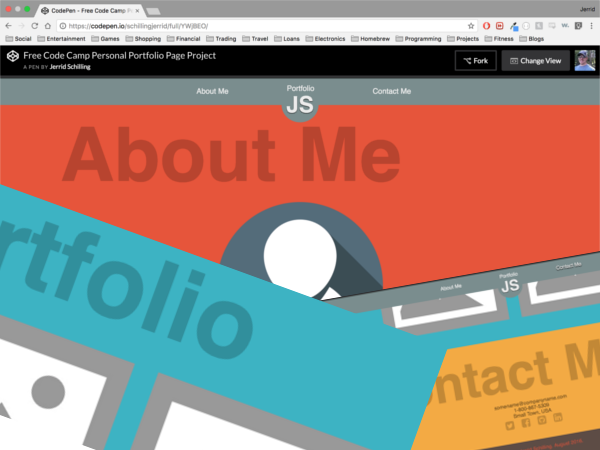 CodePen - Free Code Camp P
Jerrid
https://codepen.io/schillingjerrid/full/YWjBEO/
Social Entertainment Games Shopping Financial Trading Travel Loans Electronics Homebrew Programming Projects Fitness Blogs
Free Code Camp Personal Portfolio Page Project
A PEN BY Jerrid Schilling
Fork
Change View
About Me Portfolio Contact Me
JS
About Me
rtfolio
About Me Portfolio Contact Me
JS
ontact M
1-800-867-5309
Small Town, USA